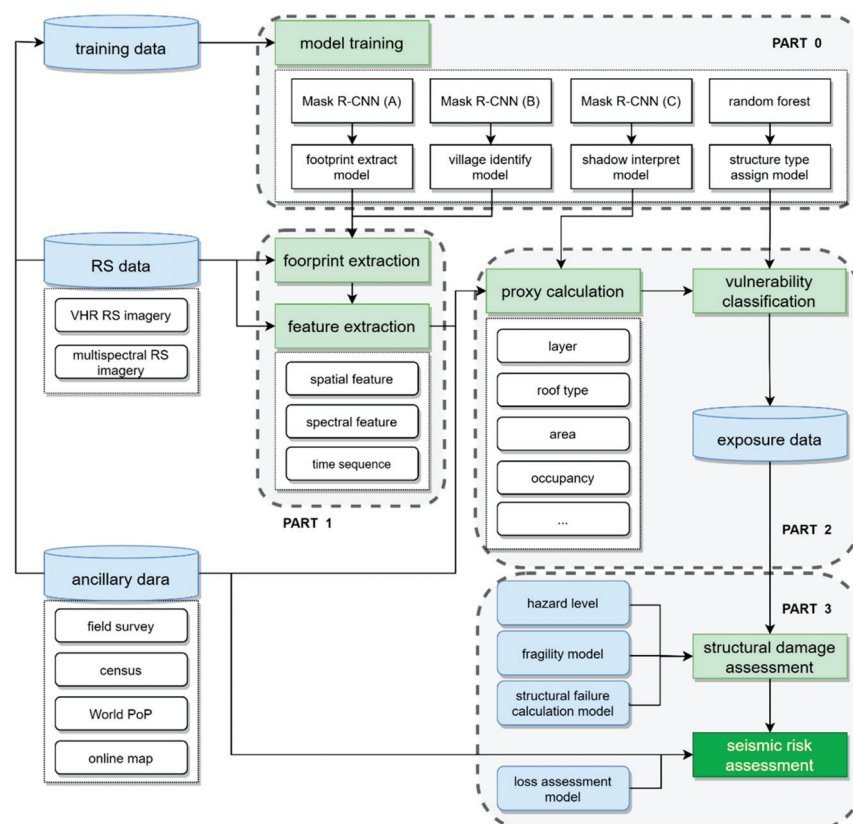 training data
model training
PART 0
Mask R-CNN (A)
Mask R-CNN (B)
Mask R-CNN (C)
random forest
footprint extract
model
village identify
model
shadow interpret
model
structure type
assign model
RS data
VHR RS imagery
multispectral RS
imagery
foorprint extraction
feature extraction
spatial feature
spectral feature
time sequence
PART 1
proxy calculation
layer
roof type
area
occupancy
...
vulnerability
classification
exposure data
PART 2
ancillary dara
field survey
census
World PoP
online map
PART 3
hazard level
fragility model
structural failure
calculation model
structural damage
assessment
seismic risk
assessment
loss assessment
model